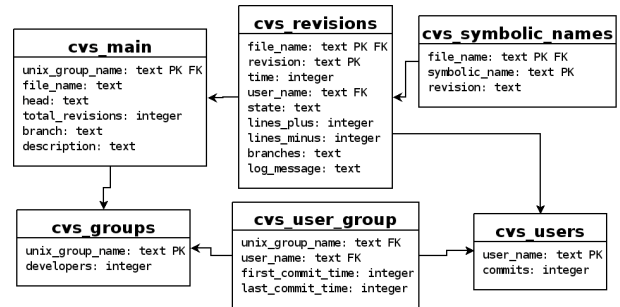 cvs_main
unix_group_name: text PK FK
file_name: text
head: text
total_revisions: integer
branch: text
description: text
cvs_revisions
file_name: text PK FK
revision: text PK
time: integer
user_name: text FK
state: text
lines_plus: integer
lines_minus: integer
branches: text
log_message: text
cvs_symbolic_names
file_name: text PK FK
symbolic_name: text PK
revision: text
cvs_groups
unix_group_name: text PK
developers: integer
cvs_user_group
unix_group_name: text FK
user_name: text FK
first_commit_time: integer
last_commit_time: integer
cvs_users
user_name: text PK
commits: integer